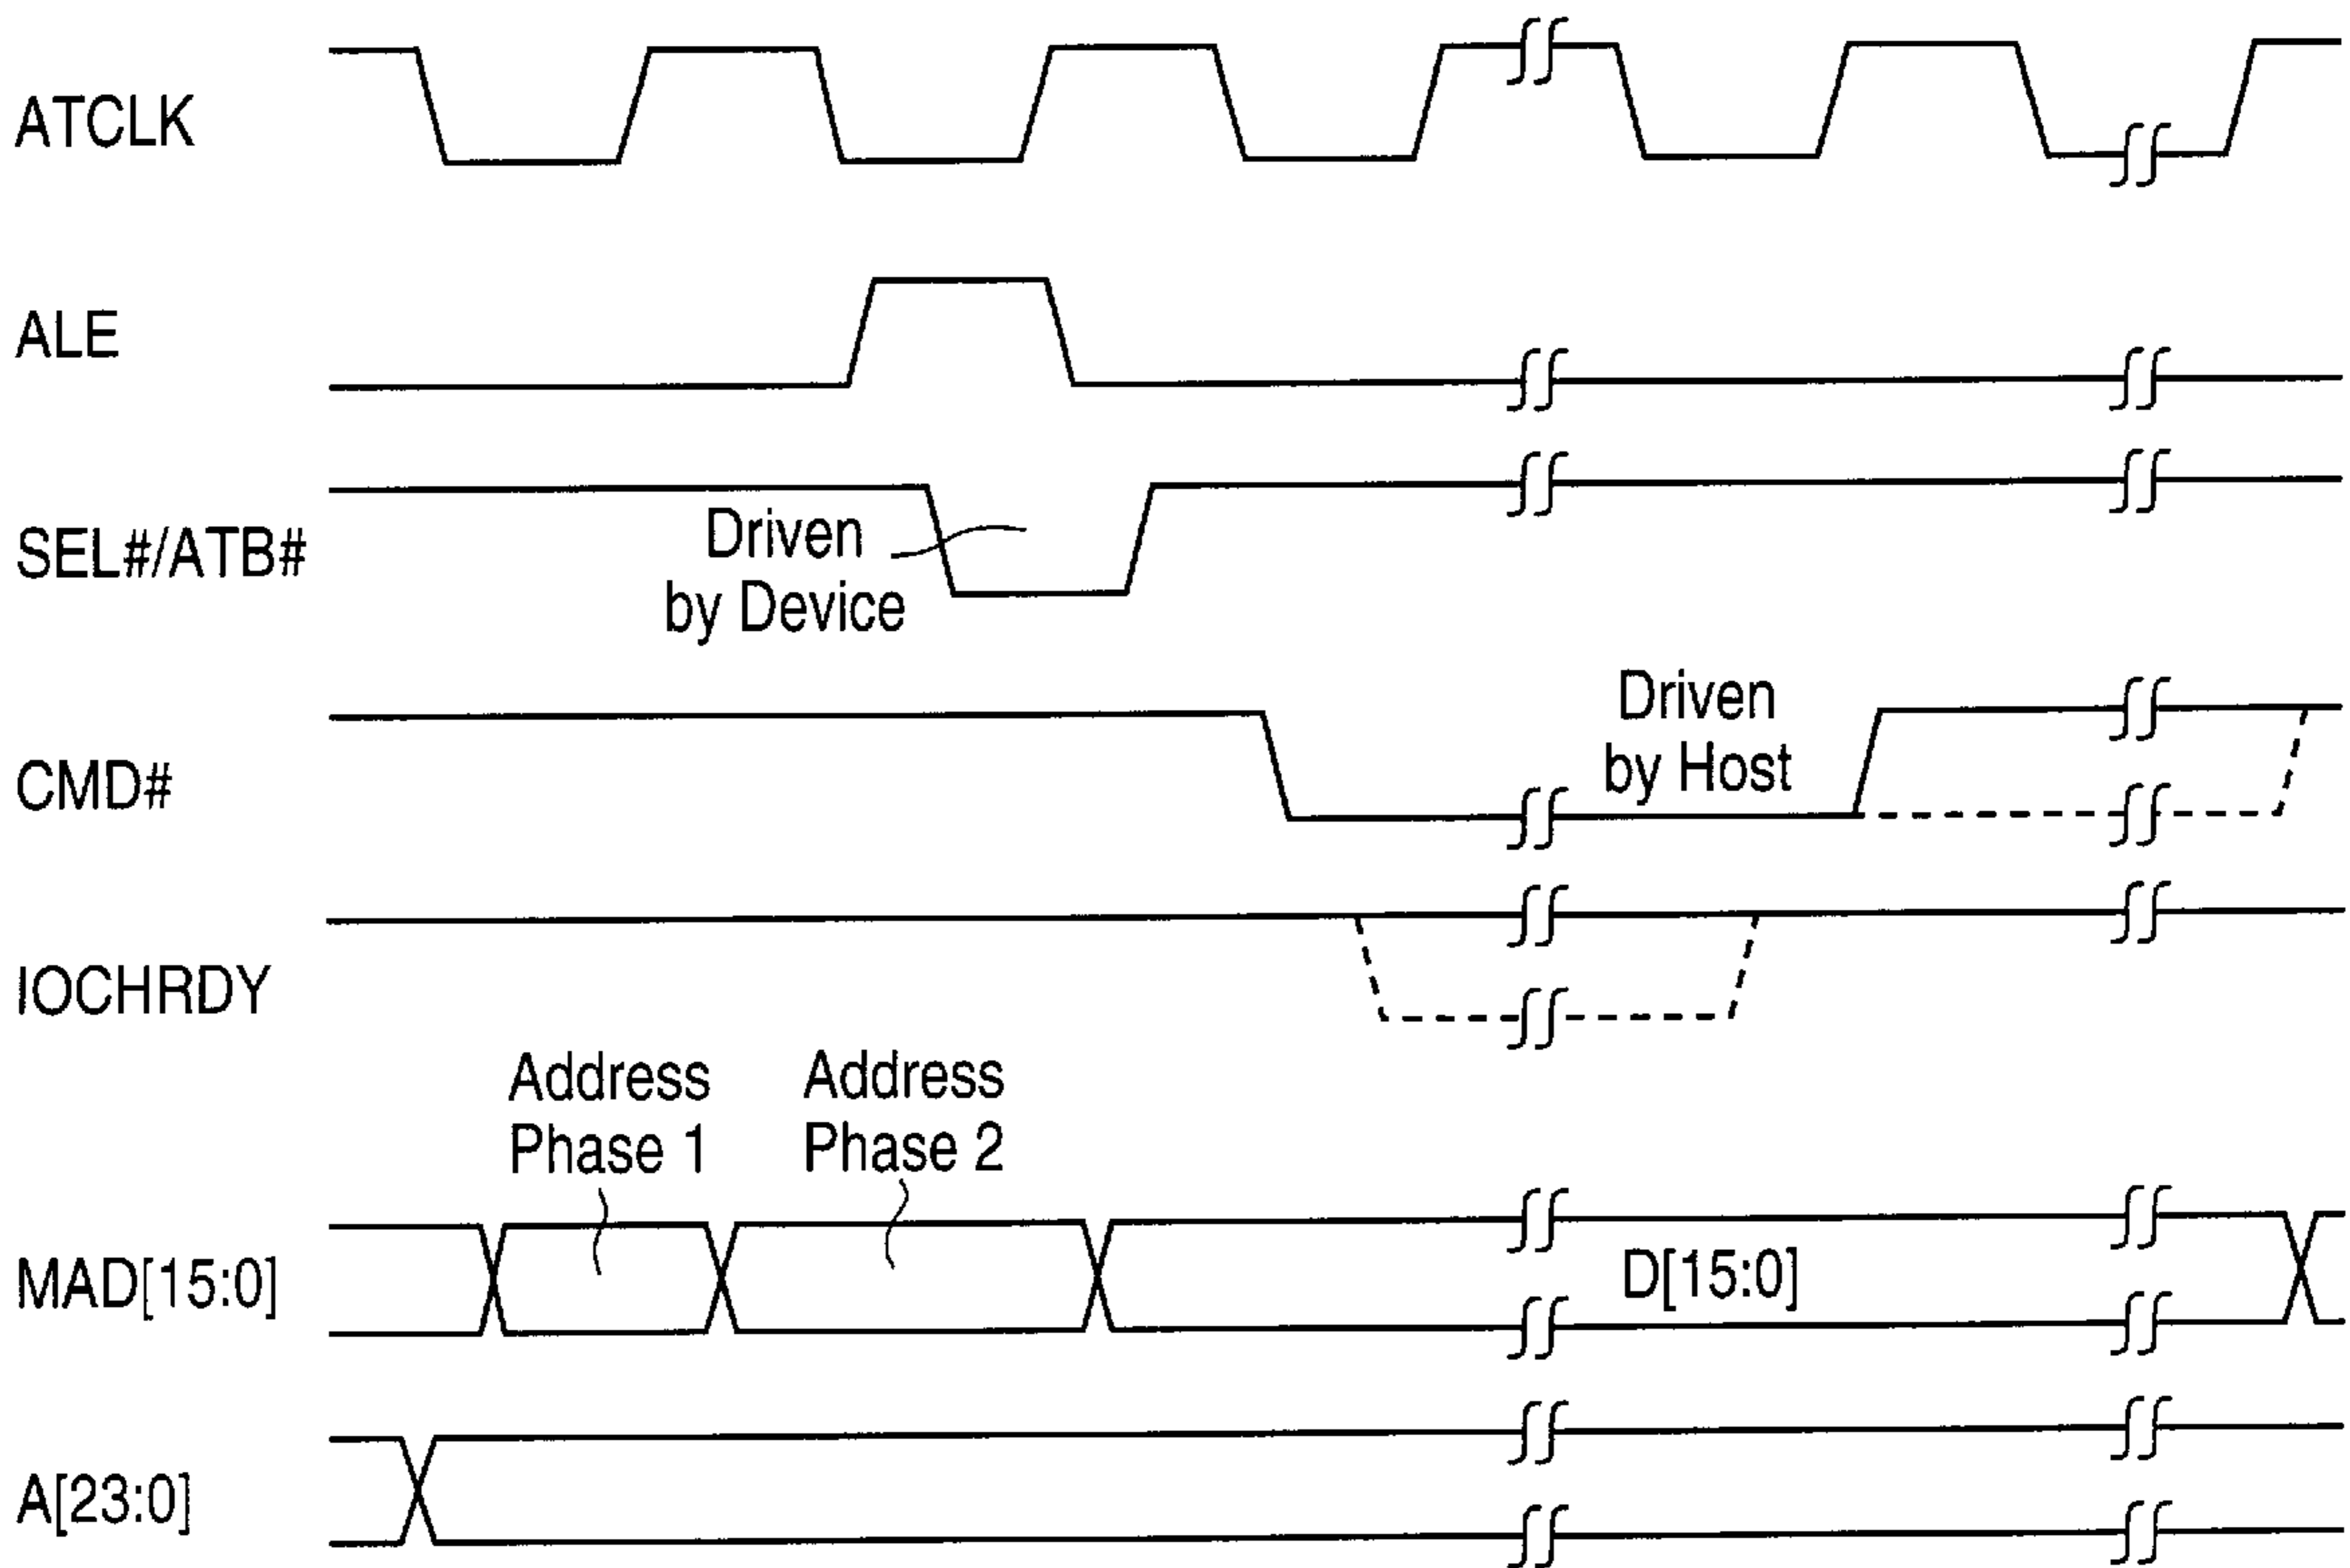 ATCLK
ALE
SEL#/ATB#
Driven
by Device
CMD#
Driven
by Host
IOCHRDY
Address
Phase 1
Address
Phase 2
MAD[15:0]
D[15:0]
A[23:0]